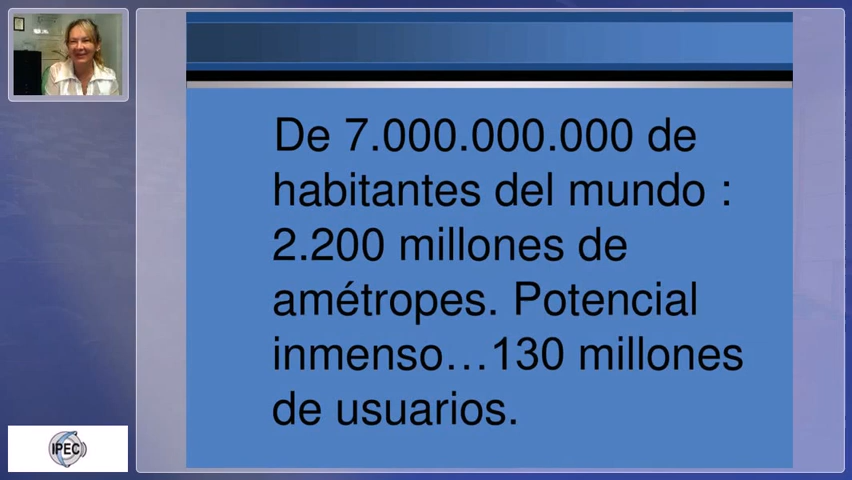 De 7.000.000.000 de
habitantes del mundo :
2.200 millones de
amétropes. Potencial
inmenso…130 millones
de usuarios.
IPEC